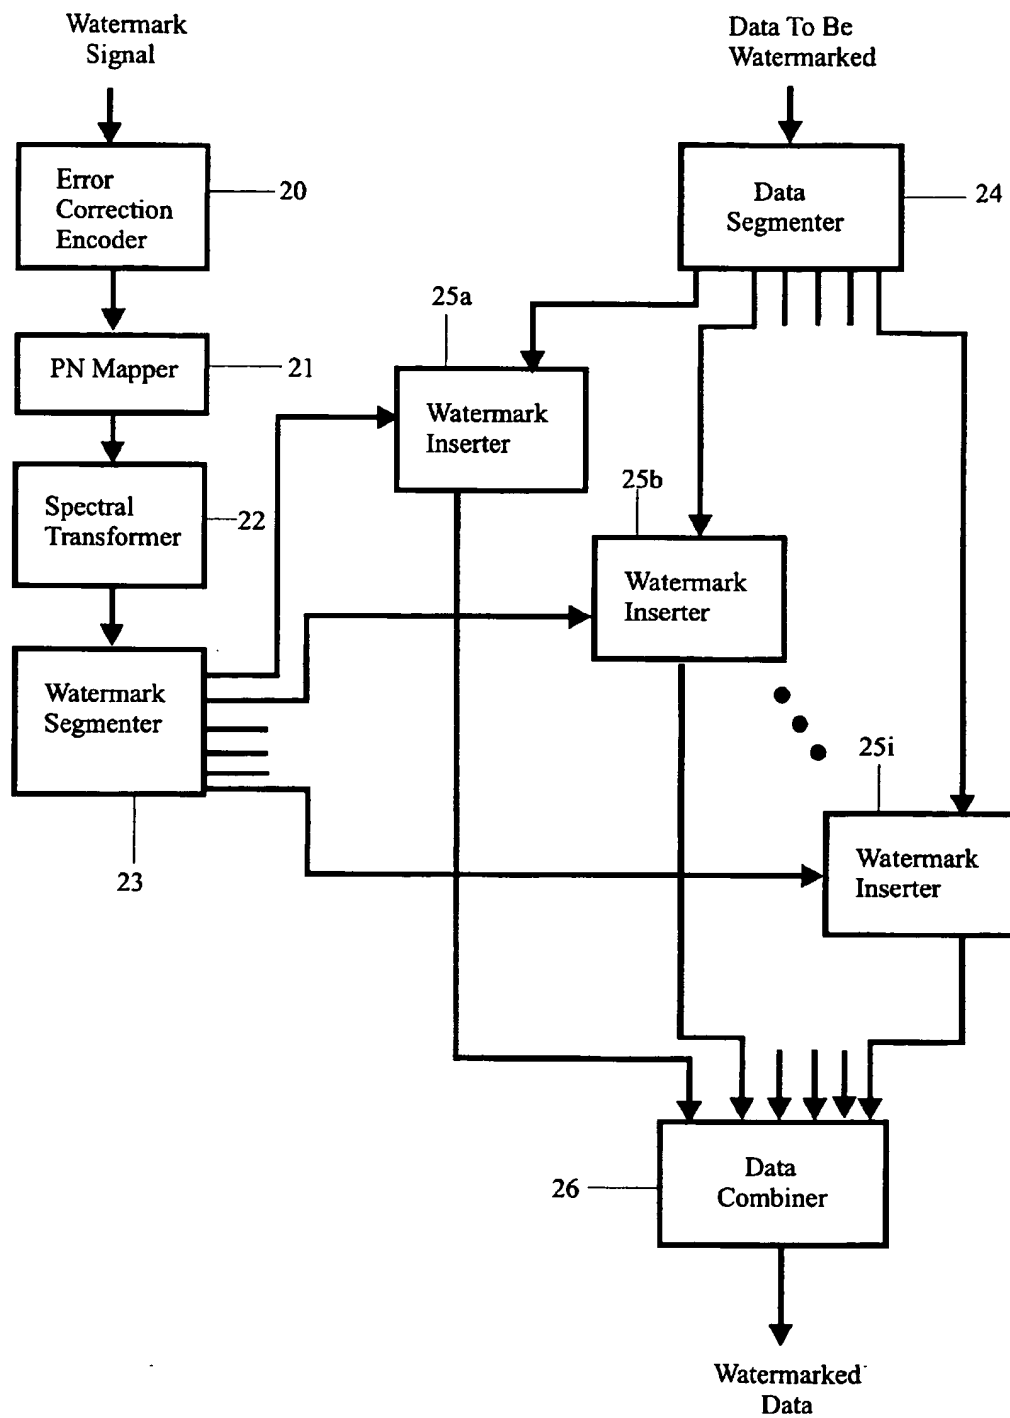 Watermark
Signal
Data To Be
Watermarked
Error
Correction
Encoder
20
Data
Segmenter
24
25a
PN Mapper
21
Watermark
Inserter
25b
Spectral
Transformer
22
Watermark
Inserter
Watermark
Segmenter
23
25i
Watermark
Inserter
26
Data
Combiner
Watermarked
Data